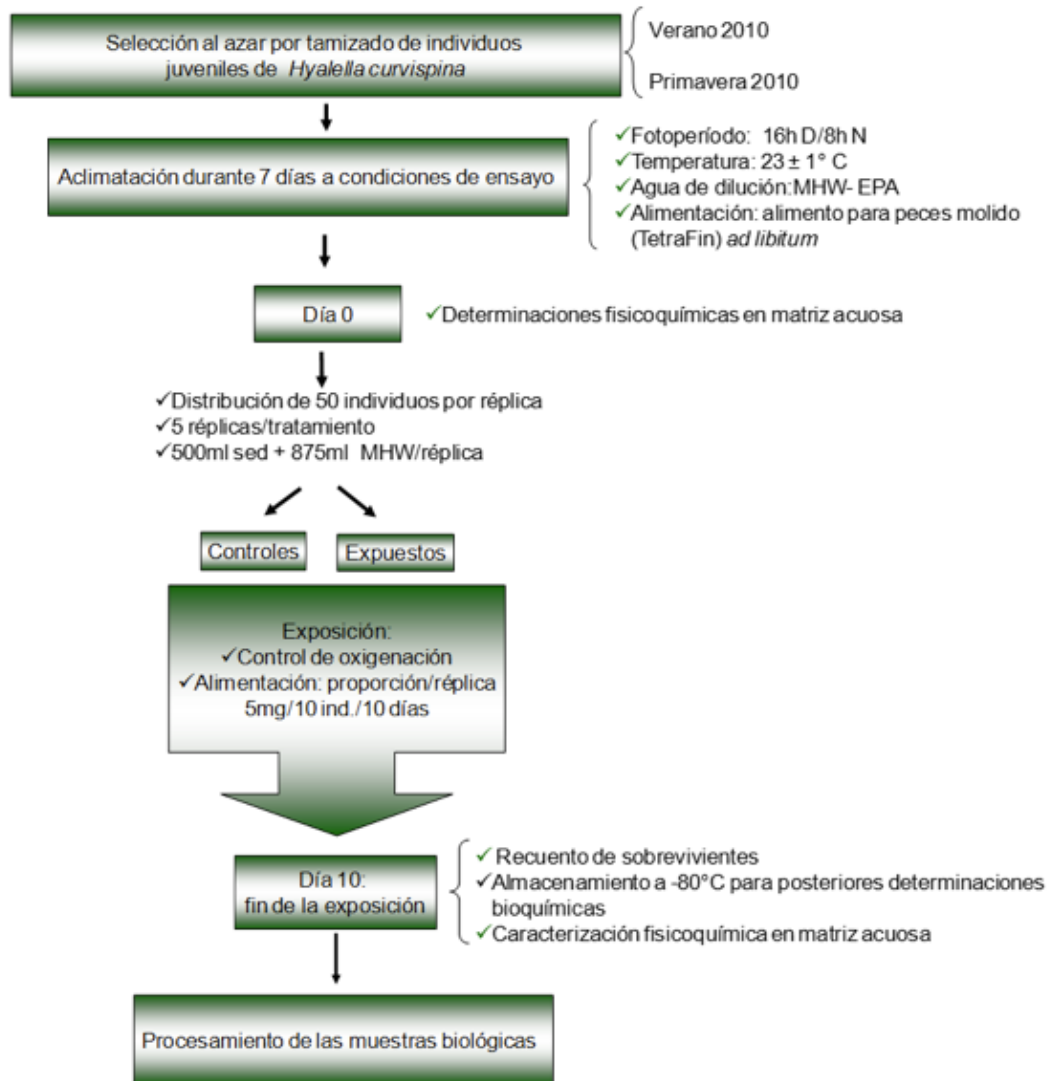 Selección al azar por tamizado de individuos
juveniles de Hyalella curvispina
Verano 2010
Primavera 2010
Aclimatación durante 7 días a condiciones de ensayo
✓Fotoperíodo: 16h D/8h N
✓Temperatura: 23 ± 1° C
✓Agua de dilución:MHW- EPA
✓Alimentación: alimento para peces molido
(TetraFin) ad libitum
Día 0
✓Determinaciones fisicoquímicas en matriz acuosa
✓Distribución de 50 individuos por réplica
✓5 réplicas/tratamiento
✓500ml sed + 875ml MHW/réplica
Controles
Expuestos
Exposición:
✓Control de oxigenación
✓Alimentación: proporción/réplica
5mg/10 ind./10 días
Día 10:
fin de la exposición
✓ Recuento de sobrevivientes
✓Almacenamiento a -80°C para posteriores determinaciones
bioquímicas
✓Caracterización fisicoquímica en matriz acuosa
Procesamiento de las muestras biológicas